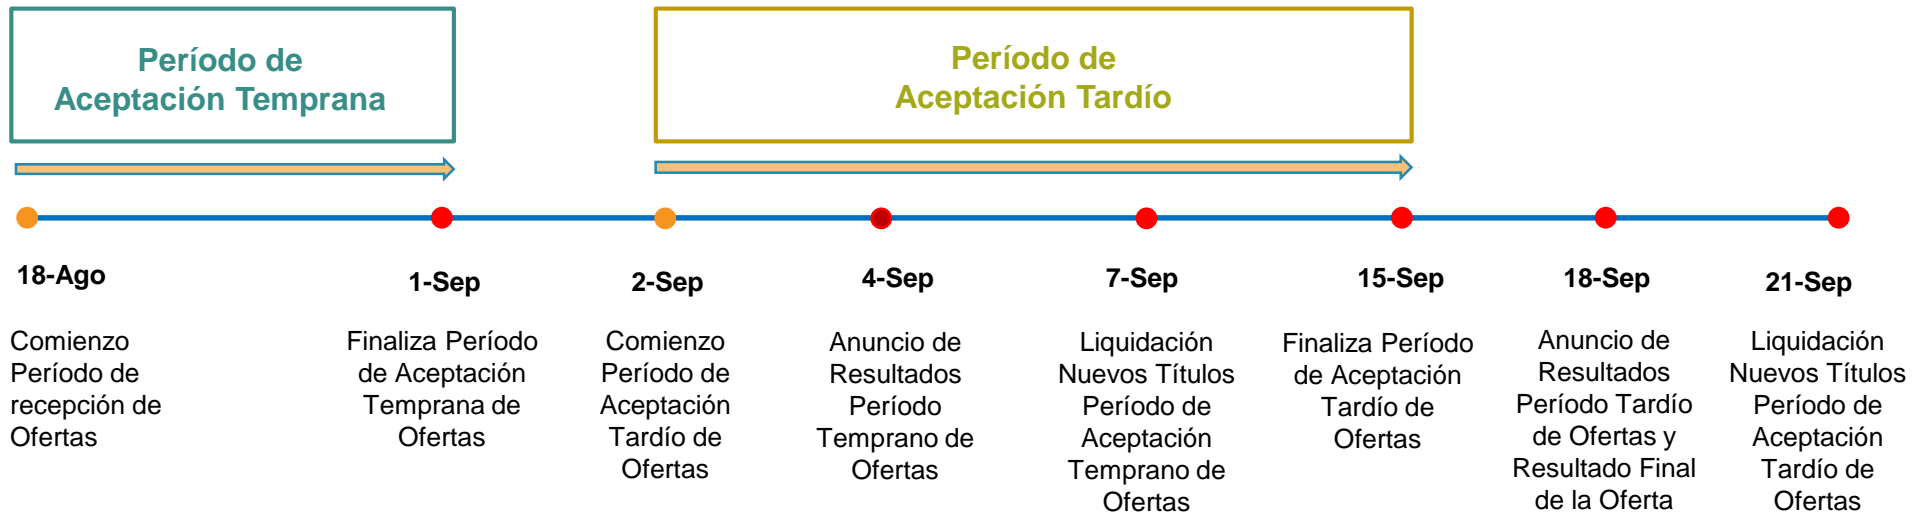 Período de
Aceptación Temprana
Período de
Aceptación Tardío
18-Ago
Comienzo
Período de
recepción de
Ofertas
1-Sep
Finaliza Período
de Aceptación
Temprana de
Ofertas
2-Sep
Comienzo
Período de
Aceptación
Tardío de
Ofertas
4-Sep
Anuncio de
Resultados
Período
Temprano de
Ofertas
7-Sep
Liquidación
Nuevos Títulos
Período de
Aceptación
Temprano de
Ofertas
15-Sep
Finaliza Período
de Aceptación
Tardío de
Ofertas
18-Sep
Anuncio de
Resultados
Período Tardío
de Ofertas y
Resultado Final
de la Oferta
21-Sep
Liquidación
Nuevos Títulos
Período de
Aceptación
Tardío de
Ofertas